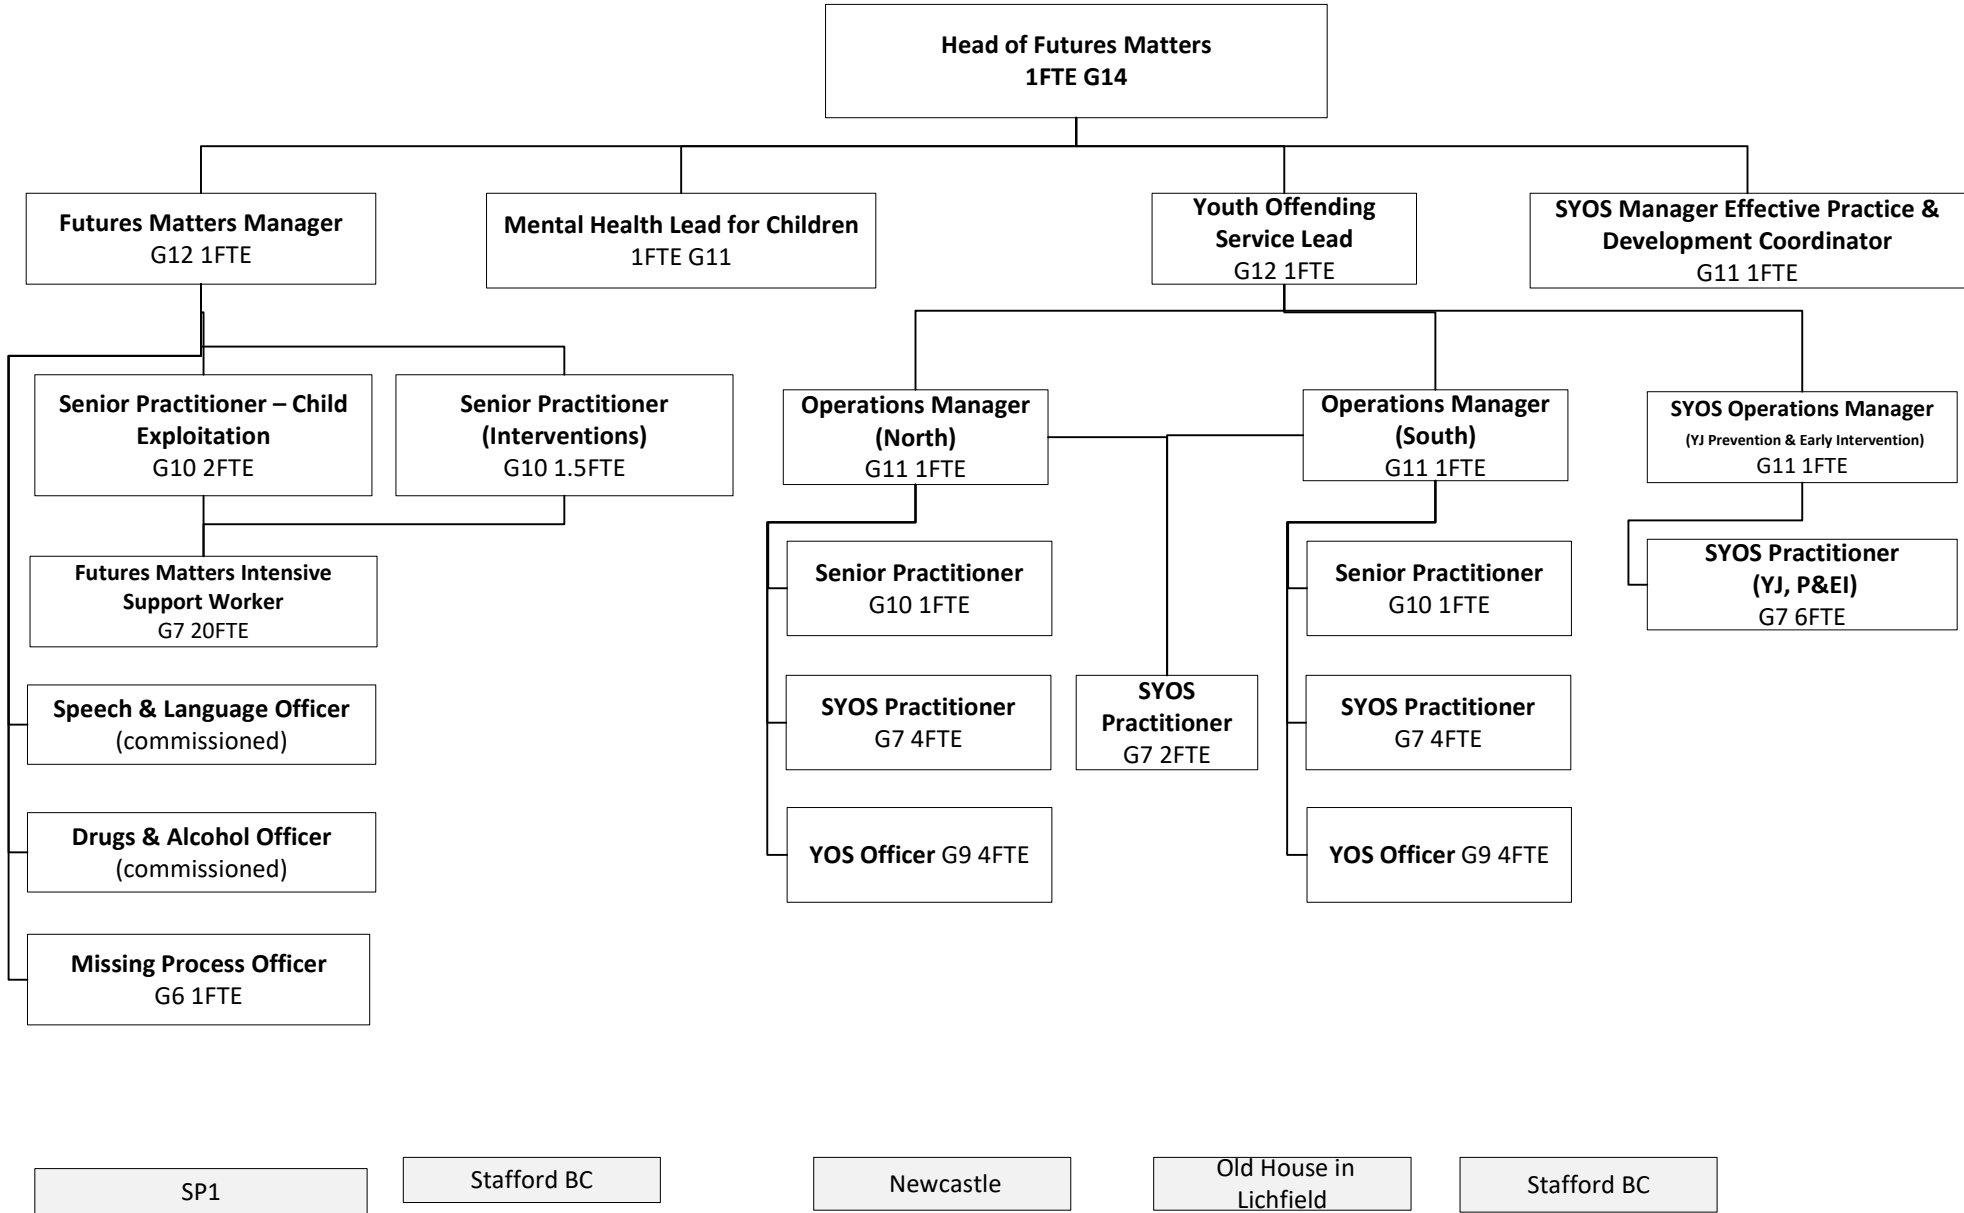 Head of Futures Matters
1FTE G14
Futures Matters Manager
G12 1FTE
Mental Health Lead for Children
1FTE G11
Youth Offending
Service Lead
G12 1FTE
SYOS Manager Effective Practice &
Development Coordinator
G11 1FTE
Senior Practitioner – Child
Exploitation
G10 2FTE
Senior Practitioner
(Interventions)
G10 1.5FTE
Operations Manager
(North)
G11 1FTE
Operations Manager
(South)
G11 1FTE
SYOS Operations Manager
(YJ Prevention & Early Intervention)
G11 1FTE
Futures Matters Intensive
Support Worker
G7 20FTE
Senior Practitioner
G10 1FTE
Senior Practitioner
G10 1FTE
SYOS Practitioner
(YJ, P&EI)
G7 6FTE
Speech & Language Officer
(commissioned)
SYOS Practitioner
G7 4FTE
SYOS
Practitioner
G7 2FTE
SYOS Practitioner
G7 4FTE
Drugs & Alcohol Officer
(commissioned)
YOS Officer G9 4FTE
YOS Officer G9 4FTE
Missing Process Officer
G6 1FTE
SP1
Stafford BC
Newcastle
Old House in
Lichfield
Stafford BC